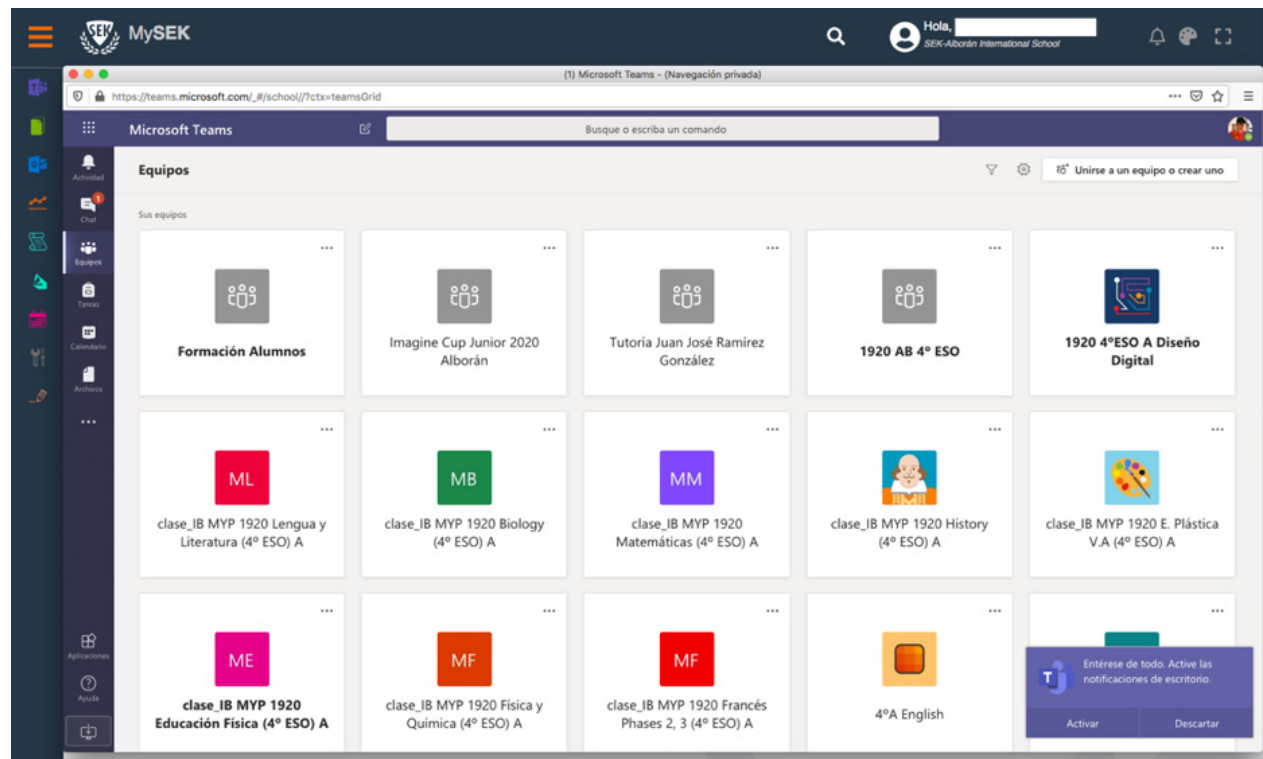 SEK MySEK
Hola,
SEK-Alborán International School
(1) Microsoft Teams - (Navegación privada)
https://teams.microsoft.com/_#/school//?ctx=teamsGrid
Microsoft Teams
Busque o escriba un comando
Actividad
Chat
1
Equipos
Tareas
Calendario
Archivos
Aplicaciones
Ayuda
Equipos
Unirse a un equipo o crear uno
Sus equipos
Formación Alumnos
Imagine Cup Junior 2020
Alborán
Tutoría Juan José Ramírez
González
1920 AB 4º ESO
1920 4ºESO A Diseño
Digital
ML
clase_IB MYP 1920 Lengua y
Literatura (4º ESO) A
MB
clase_IB MYP 1920 Biology
(4º ESO) A
MM
clase_IB MYP 1920
Matemáticas (4º ESO) A
clase_IB MYP 1920 History
(4º ESO) A
clase_IB MYP 1920 E. Plástica
V.A (4º ESO) A
ME
clase_IB MYP 1920
Educación Física (4º ESO) A
MF
clase_IB MYP 1920 Física y
Química (4º ESO) A
MF
clase_IB MYP 1920 Francés
Phases 2, 3 (4º ESO) A
4ºA English
T
Entérese de todo. Active las
notificaciones de escritorio.
Activar
Descartar